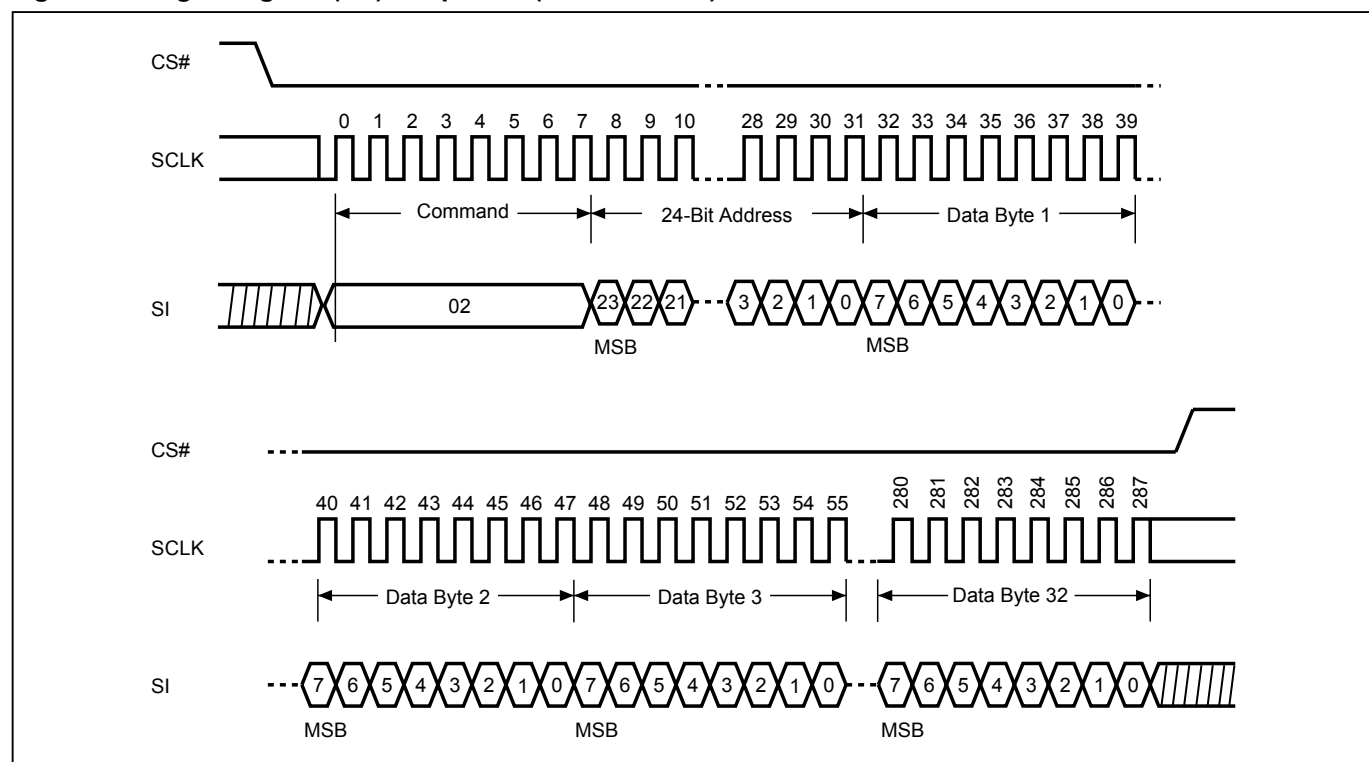 CS#
0 1 2 3 4 5 6 7 8 9 10 28 29 30 31 32 33 34 35 36 37 38 39
SCLK
Command 24-Bit Address Data Byte 1
SI 02 23 22 21 3 2 1 0 7 6 5 4 3 2 1 0
MSB MSB
CS#
40 41 42 43 44 45 46 47 48 49 50 51 52 53 54 55 280 281 282 283 284 285 286 287
SCLK
Data Byte 2 Data Byte 3 Data Byte 32
SI 7 6 5 4 3 2 1 0 7 6 5 4 3 2 1 0 7 6 5 4 3 2 1 0
MSB MSB MSB